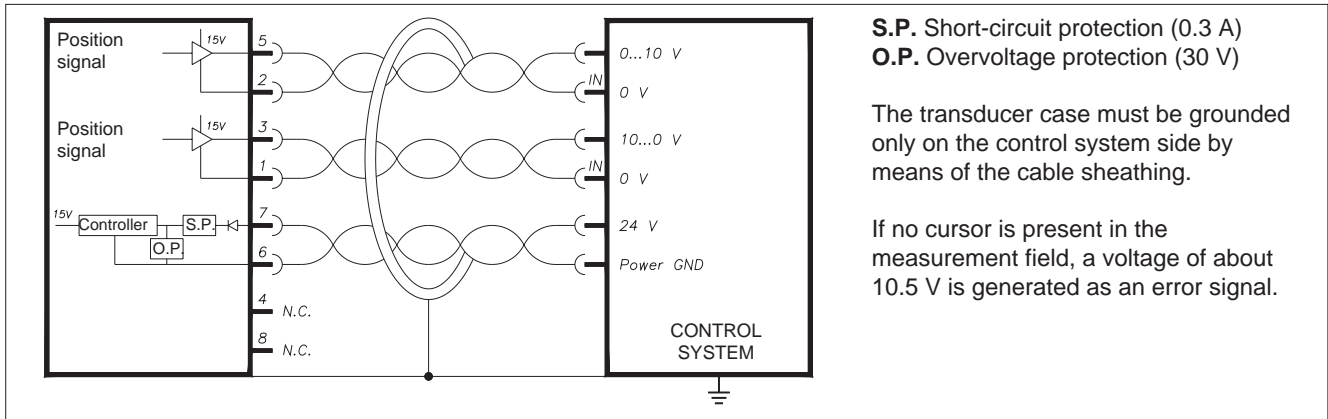 Position
signal
15V
5
2
0...10 V
IN
0 V
Position
signal
15V
3
1
10...0 V
IN
0 V
15V
Controller
S.P.
O.P.
7
6
24 V
Power GND
4
N.C.
8
N.C.
CONTROL
SYSTEM
S.P. Short-circuit protection (0.3 A)
O.P. Overvoltage protection (30 V)
The transducer case must be grounded
only on the control system side by
means of the cable sheathing.
If no cursor is present in the
measurement field, a voltage of about
10.5 V is generated as an error signal.